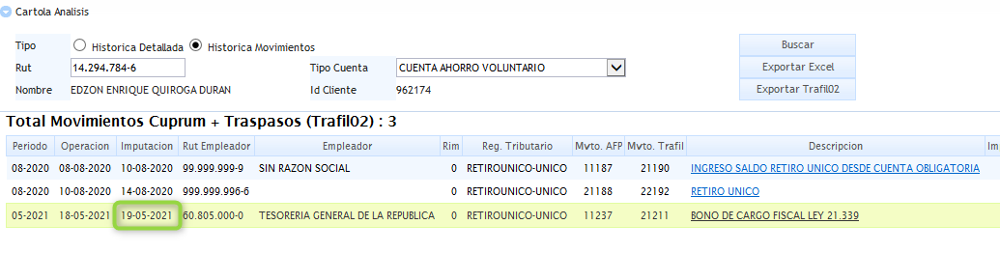 Cartola Analisis
Tipo Historica Detallada Historica Movimientos Buscar
Rut 14.294.784-6 Tipo Cuenta CUENTA AHORRO VOLUNTARIO Exportar Excel
Nombre EDZON ENRIQUE QUIROGA DURAN Id Cliente 962174 Exportar Trafil02
Total Movimientos Cuprum + Traspasos (Trafil02) : 3
Periodo Operacion Imputacion Rut Empleador Empleador Rim Reg. Tributario Mvto. AFP Mvto. Trafil Descripcion Im
08-2020 08-08-2020 10-08-2020 99.999.999-9 SIN RAZON SOCIAL 0 RETIROUNICO-UNICO 11187 21190 INGRESO SALDO RETIRO UNICO DESDE CUENTA OBLIGATORIA
08-2020 10-08-2020 14-08-2020 999.999.996-6 0 RETIROUNICO-UNICO 21188 22192 RETIRO UNICO
05-2021 18-05-2021 19-05-2021 60.805.000-0 TESORERIA GENERAL DE LA REPUBLICA 0 RETIROUNICO-UNICO 11237 21211 BONO DE CARGO FISCAL LEY 21.339